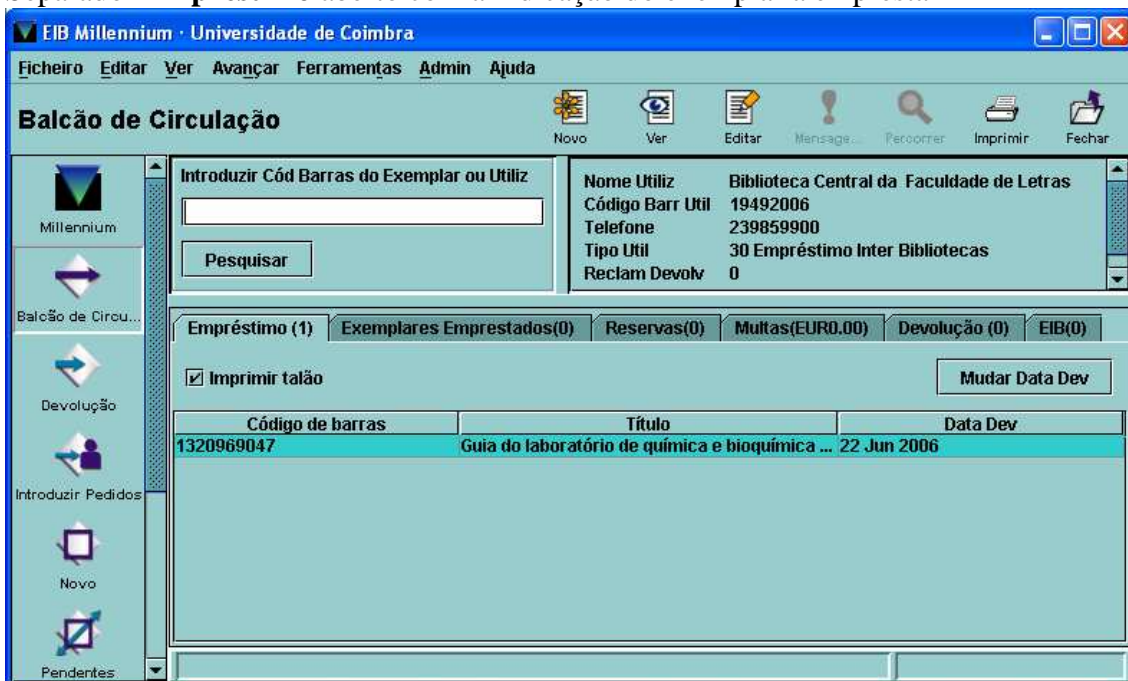 EIB Millennium · Universidade de Coimbra
Ficheiro Editar Ver Avançar Ferramentas Admin Ajuda
Balcão de Circulação
Novo Ver Editar Mensage... Percorrer Imprimir Fechar
Millennium
Balcão de Circu...
Devolução
Introduzir Pedidos
Novo
Pendentes
Introduzir Cód Barras do Exemplar ou Utiliz
Pesquisar
Nome Utiliz Biblioteca Central da Faculdade de Letras
Código Barr Util 19492006
Telefone 239859900
Tipo Util 30 Empréstimo Inter Bibliotecas
Reclam Devolv 0
Empréstimo (1) Exemplares Emprestados(0) Reservas(0) Multas(EUR0.00) Devolução (0) EIB(0)
Imprimir talão
Mudar Data Dev
Código de barras Título Data Dev
1320969047 Guia do laboratório de química e bioquímica ... 22 Jun 2006